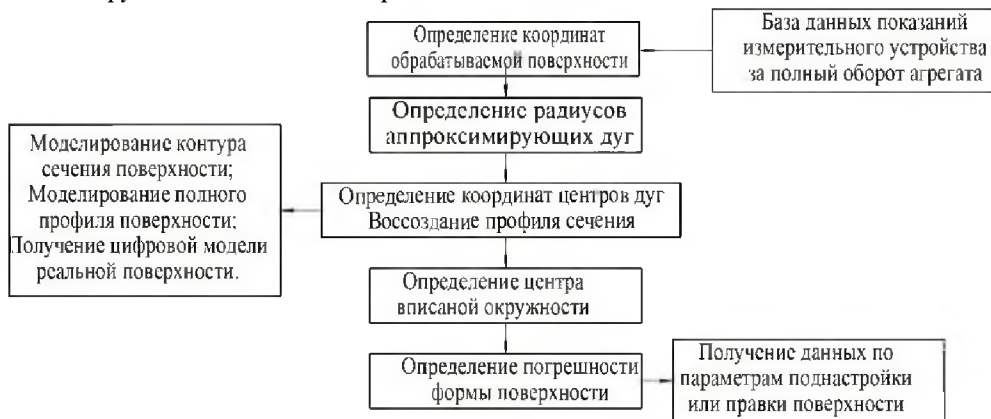 Определение координат
обрабатываемой поверхности
База данных показаний
измерительного устройства
за полный оборот агрегата
Определение радиусов
аппроксимирующих дуг
Моделирование контура
сечения поверхности;
Моделирование полного
профиля поверхности;
Получение цифровой модели
реальной поверхности.
Определение координат центров дуг
Воссоздание профиля сечения
Определение центра
вписаной окружности
Определение погрешности
формы поверхности
Получение данных по
параметрам поднастройки
или правки поверхности